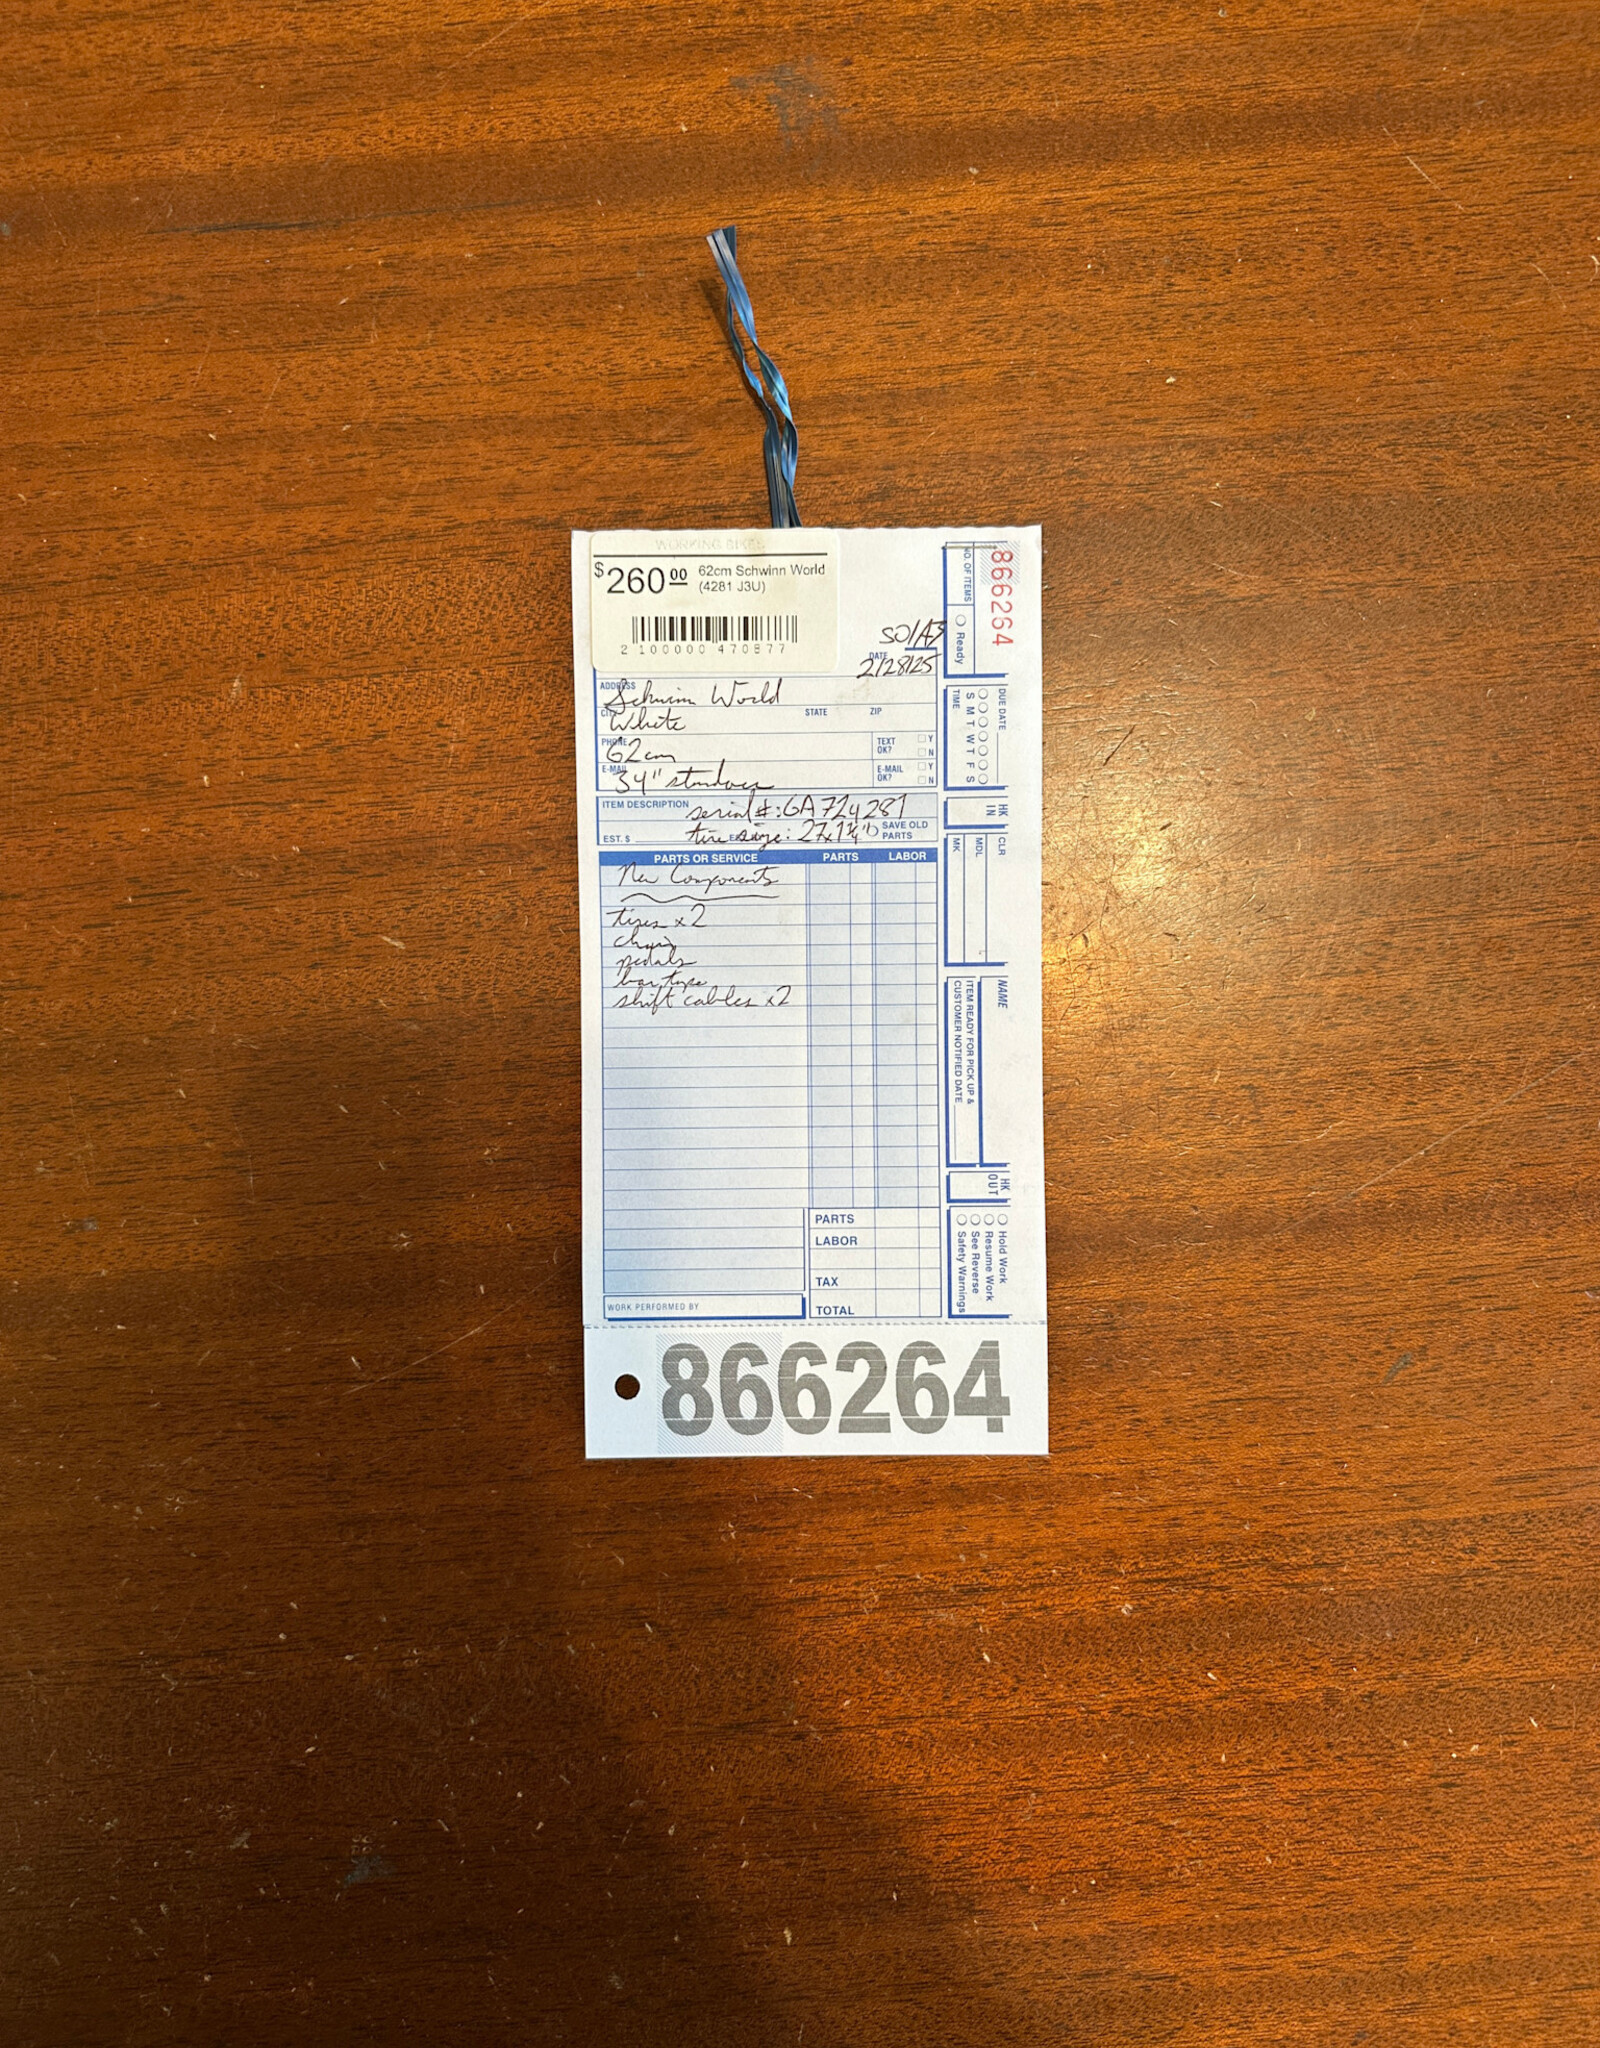 WORKING BIKES
$260.00 62cm Schwinn World
(4281 J3U)
2 100000 470877
DATE
2/28/25
ADDRESS
Schwinn World
CITY STATE ZIP
White
PHONE TEXT OK? Y N
62cm
E-MAIL E-MAIL OK? Y N
34" standover
ITEM DESCRIPTION
serial #: GA724281
EST. $ SAVE OLD PARTS
tire size: 27x1¼"
PARTS OR SERVICE PARTS LABOR
New Components
tires x2
chain
pedals
bar tape
shift cables x2
PARTS
LABOR
TAX
WORK PERFORMED BY TOTAL
866264
866264
NO. OF ITEMS
Ready
DUE DATE
S M T W T F S
TIME
HK IN
CLR
MDL
MK
NAME
ITEM READY FOR PICK UP &
CUSTOMER NOTIFIED DATE
HK OUT
Hold Work
Resume Work
See Reverse
Safety Warnings